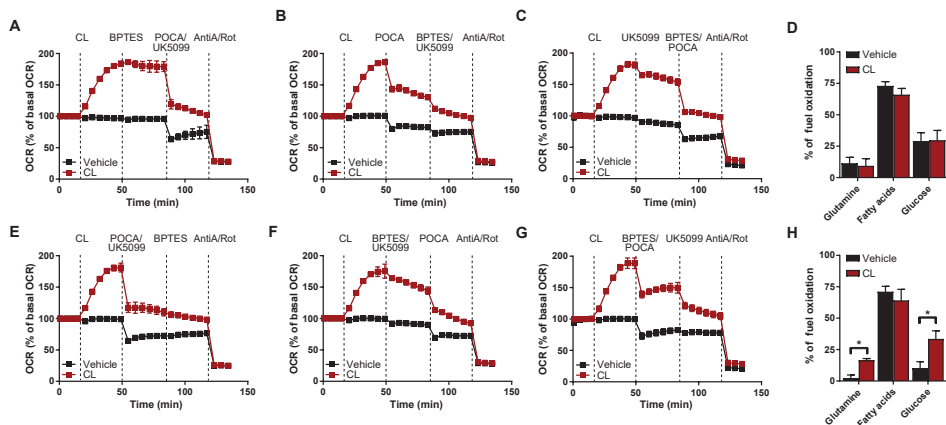 A
CL BPTES POCA/
UK5099 AntiA/Rot
OCR (% of basal OCR)
200
150
100
50
0
0 50 100 150
Time (min)
Vehicle
CL
B
CL POCA BPTES/
UK5099 AntiA/Rot
OCR (% of basal OCR)
200
150
100
50
0
0 50 100 150
Time (min)
Vehicle
CL
C
CL UK5099 BPTES/
POCA AntiA/Rot
OCR (% of basal OCR)
200
150
100
50
0
0 50 100 150
Time (min)
Vehicle
CL
D
% of fuel oxidation
100
75
50
25
0
Vehicle
CL
Glutamine
Fatty acids
Glucose
E
CL POCA/
UK5099 BPTES AntiA/Rot
OCR (% of basal OCR)
200
150
100
50
0
0 50 100 150
Time (min)
Vehicle
CL
F
CL BPTES/
UK5099 POCA AntiA/Rot
OCR (% of basal OCR)
200
150
100
50
0
0 50 100 150
Time (min)
Vehicle
CL
G
CL BPTES/
POCA UK5099 AntiA/Rot
OCR (% of basal OCR)
200
150
100
50
0
0 50 100 150
Time (min)
Vehicle
CL
H
% of fuel oxidation
100
75
50
25
0
Vehicle
CL
*
*
Glutamine
Fatty acids
Glucose